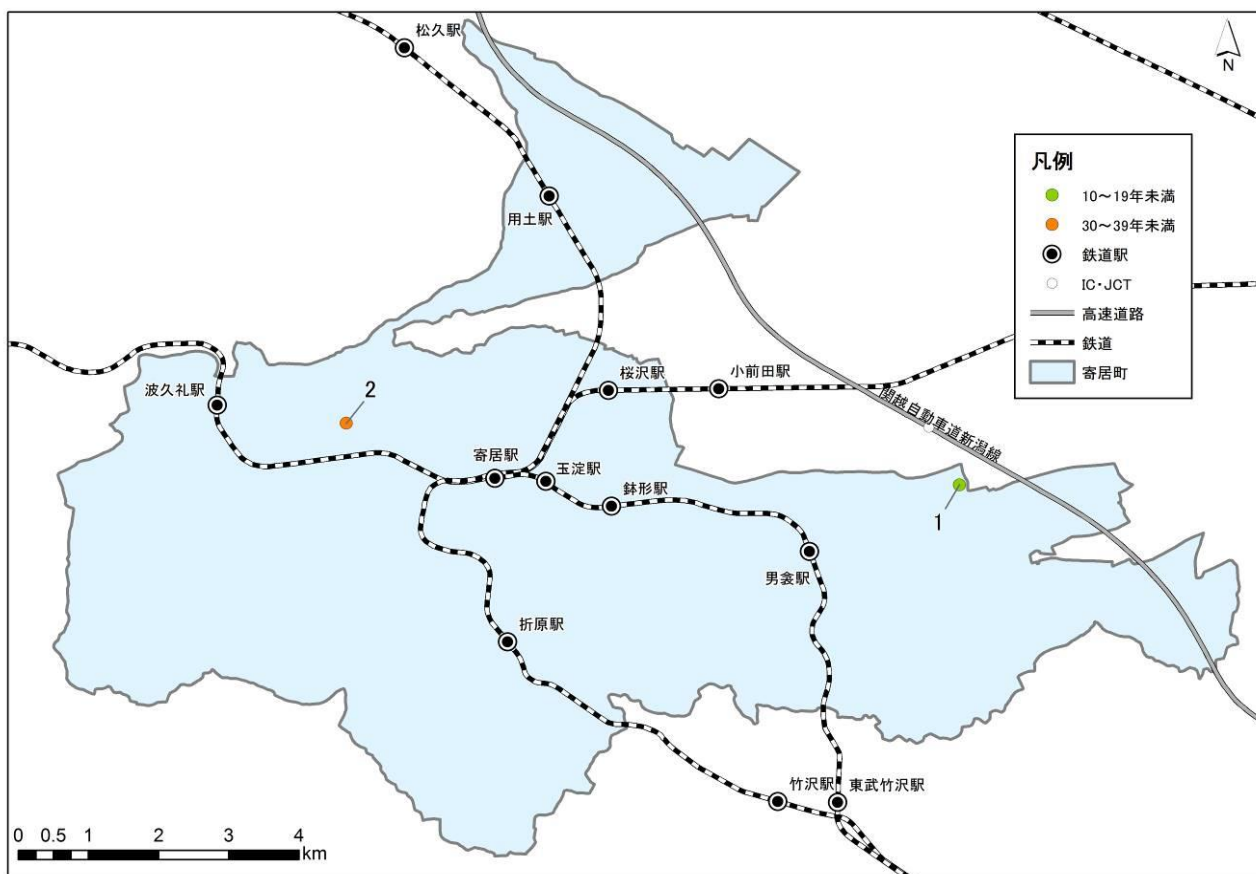 松久駅
N
凡例
10～19年未満
30～39年未満
鉄道駅
IC・JCT
高速道路
鉄道
寄居町
用土駅
桜沢駅
小前田駅
波久礼駅
2
関越自動車道新潟線
寄居駅
玉淀駅
鉢形駅
1
男衾駅
折原駅
竹沢駅
東武竹沢駅
0 0.5 1 2 3 4
km